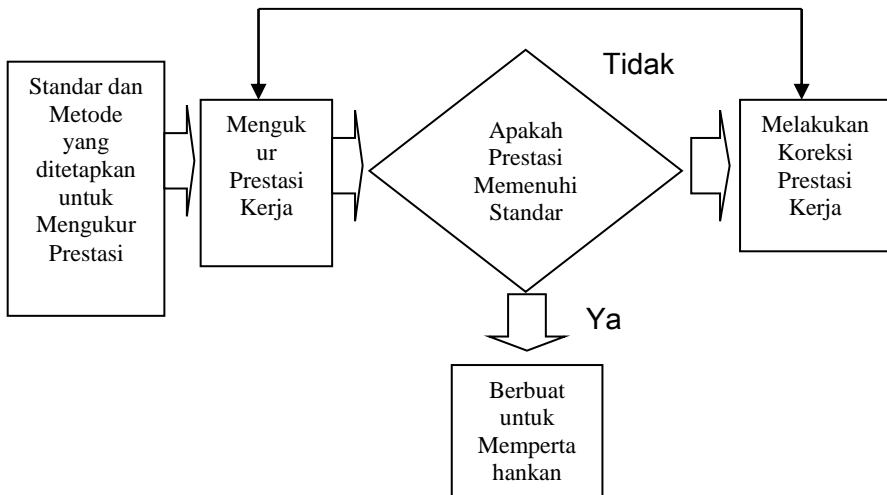 Standar dan
Metode
yang
ditetapkan
untuk
Mengukur
Prestasi
Menguk
ur
Prestasi
Kerja
Apakah
Prestasi
Memenuhi
Standar
Tidak
Melakukan
Koreksi
Prestasi
Kerja
Ya
Berbuat
untuk
Memperta
hankan